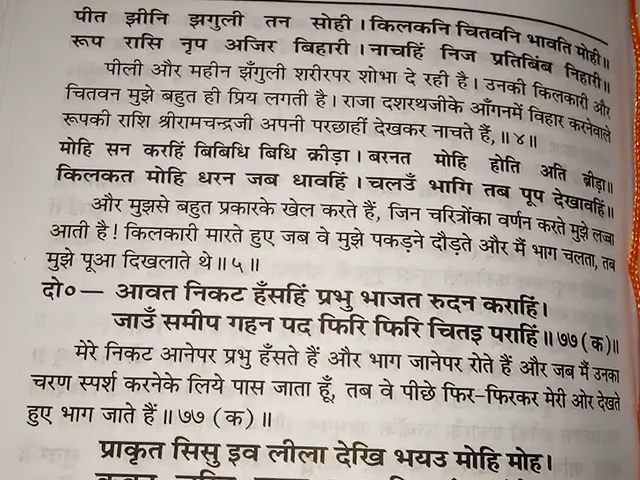 पीत झीनि झगुली तन सोही । किलकनि चितवनि भावति मोही॥
रूप रासि नृप अजिर बिहारी । नाचहिं निज प्रतिबिंब निहारी॥
पीली और महीन झँगुली शरीरपर शोभा दे रही है । उनकी किलकारी और
चितवन मुझे बहुत ही प्रिय लगती है । राजा दशरथजीके आँगनमें विहार करनेवाले
रूपकी राशि श्रीरामचन्द्रजी अपनी परछाहीं देखकर नाचते हैं, ॥ ४ ॥
मोहि सन करहिं बिबिधि बिधि क्रीड़ा । बरनत मोहि होति अति ब्रीड़ा॥
किलकत मोहि धरन जब धावहिं । चलउँ भागि तब पूप देखावहिं॥
और मुझसे बहुत प्रकारके खेल करते हैं, जिन चरित्रोंका वर्णन करते मुझे लज्जा
आती है ! किलकारी मारते हुए जब वे मुझे पकड़ने दौड़ते और मैं भाग चलता, तब
मुझे पूआ दिखलाते थे ॥ ५ ॥
दो०— आवत निकट हँसहिं प्रभु भाजत रुदन कराहिं।
जाउँ समीप गहन पद फिरि फिरि चितइ पराहिं॥ ७७ (क)॥
मेरे निकट आनेपर प्रभु हँसते हैं और भाग जानेपर रोते हैं और जब मैं उनका
चरण स्पर्श करनेके लिये पास जाता हूँ, तब वे पीछे फिर-फिरकर मेरी ओर देखते
हुए भाग जाते हैं ॥ ७७ (क) ॥
प्राकृत सिसु इव लीला देखि भयउ मोहि मोह।